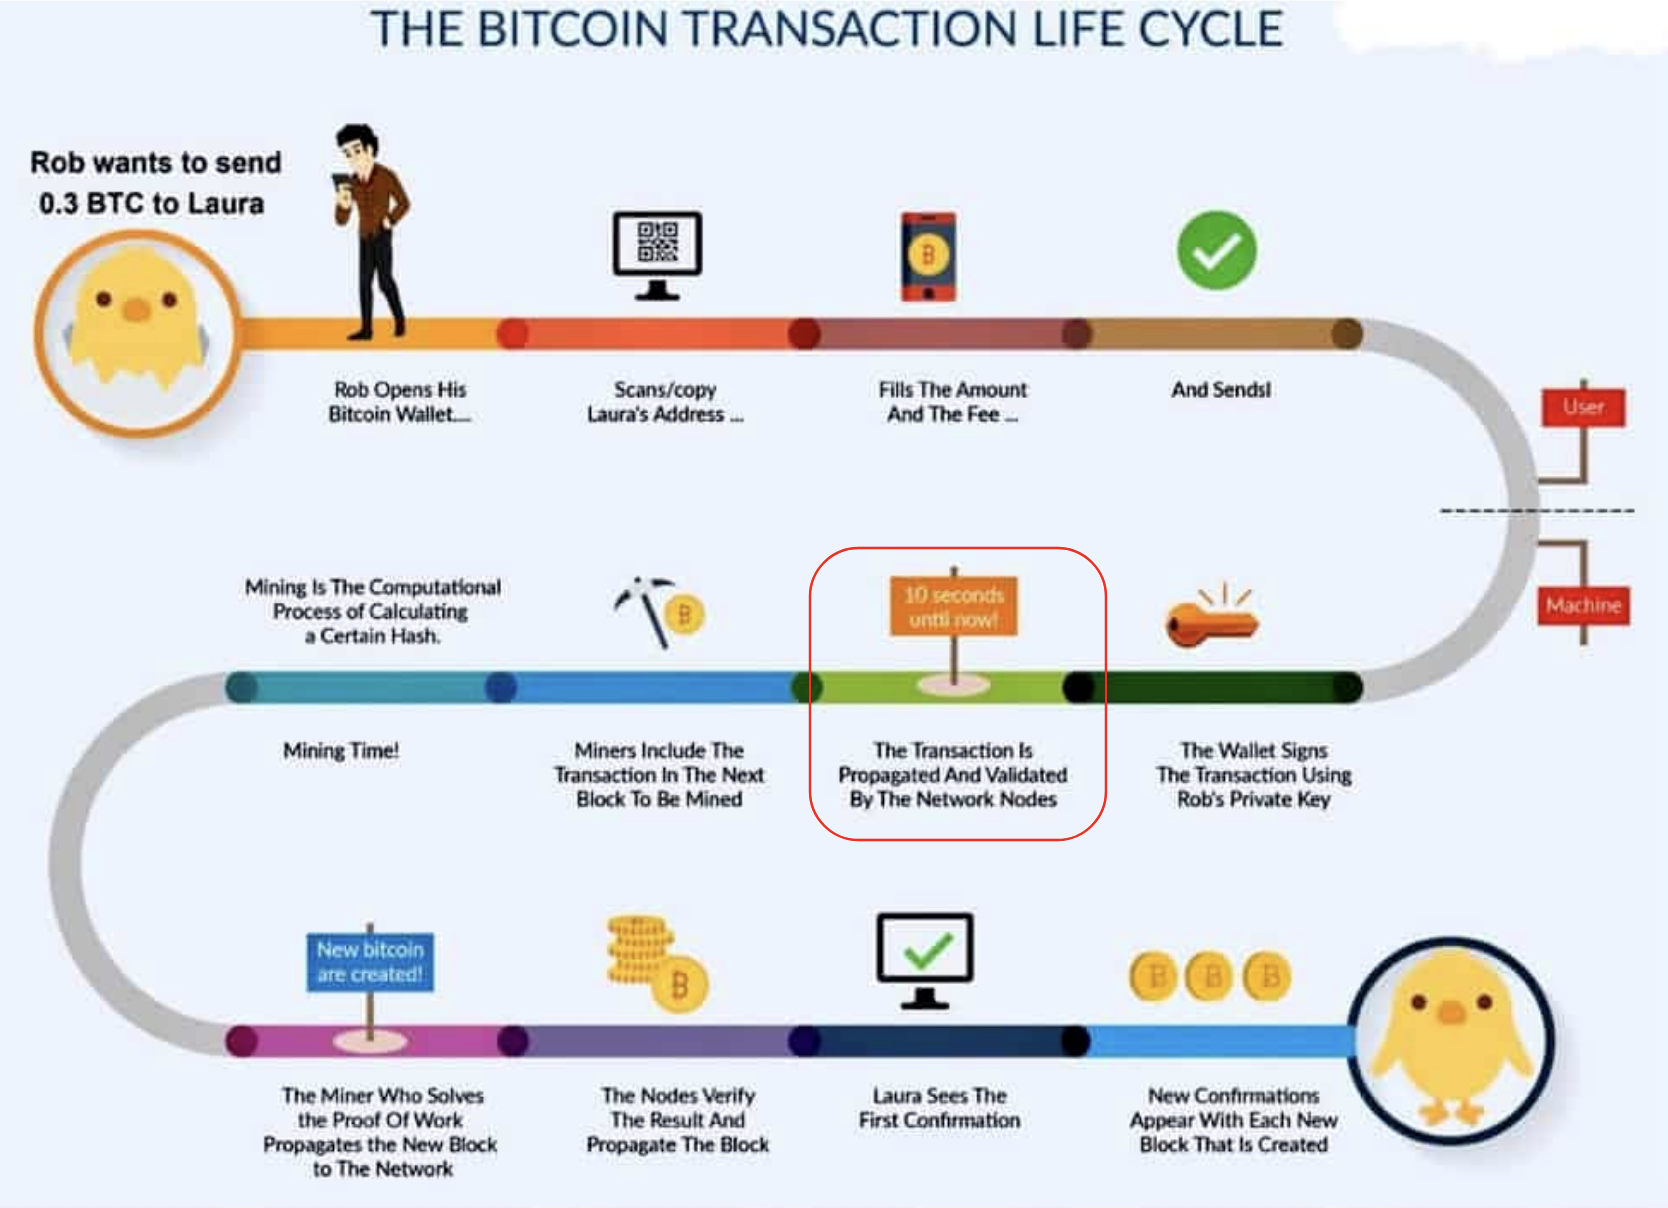 THE BITCOIN TRANSACTION LIFE CYCLE
Rob wants to send
0.3 BTC to Laura
Rob Opens His
Bitcoin Wallet....
Scans/copy
Laura's Address ...
Fills The Amount
And The Fee ...
And Sends!
User
Machine
The Wallet Signs
The Transaction Using
Rob's Private Key
10 seconds
until now!
The Transaction Is
Propagated And Validated
By The Network Nodes
Miners Include The
Transaction In The Next
Block To Be Mined
Mining Is The Computational
Process of Calculating
a Certain Hash.
Mining Time!
New bitcoin
are created!
The Miner Who Solves
the Proof Of Work
Propagates the New Block
to The Network
The Nodes Verify
The Result And
Propagate The Block
Laura Sees The
First Confirmation
New Confirmations
Appear With Each New
Block That Is Created